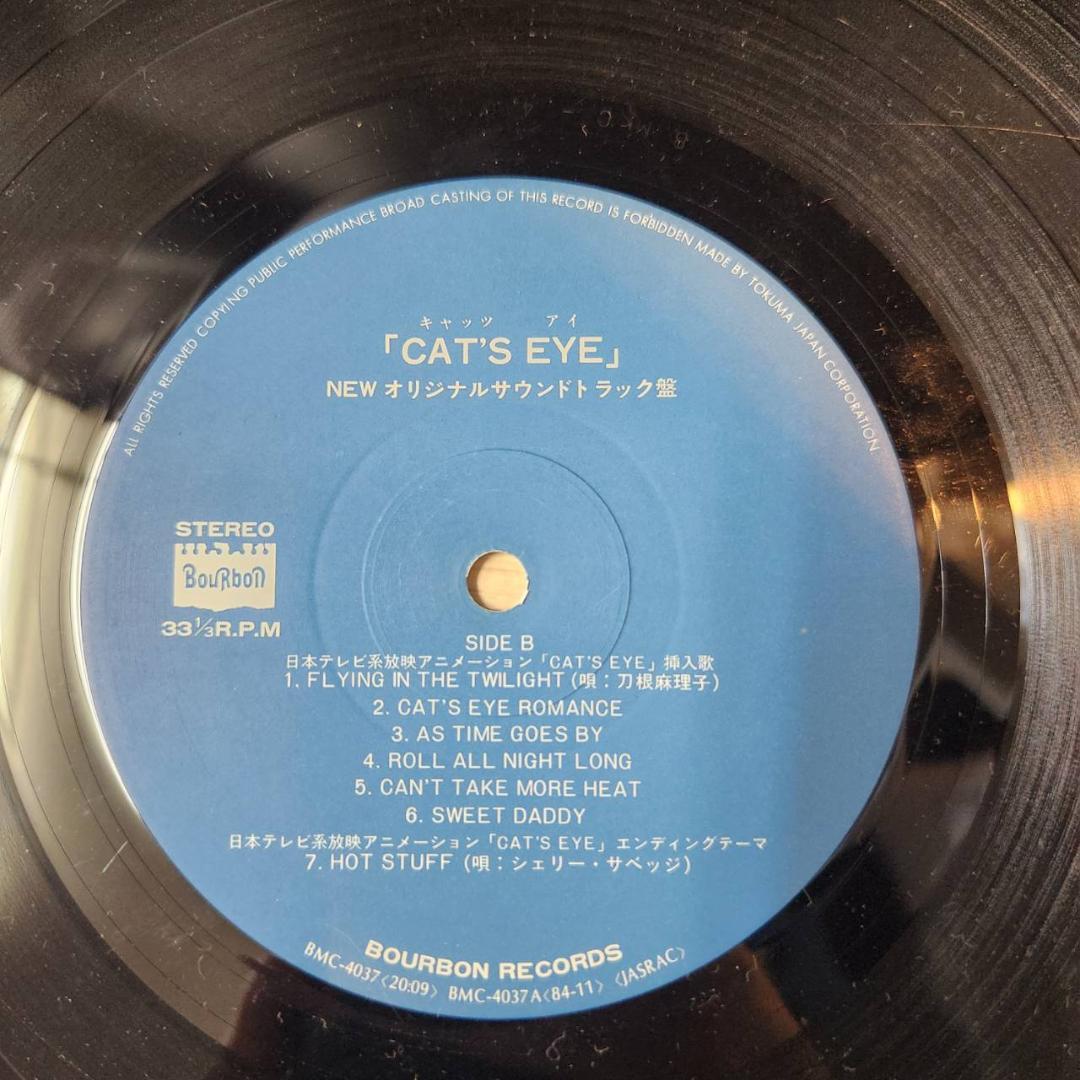 ALL RIGHTS RESERVED COPYING PUBLIC PERFORMANCE BROAD CASTING OF THIS RECORD IS FORBIDDEN MADE BY TOKUMA JAPAN CORPORATION.
キャッツ アイ
「CAT'S EYE」
NEW オリジナルサウンドトラック盤
STEREO
BouRboN
33⅓R.P.M
SIDE B
日本テレビ系放映アニメーション「CAT'S EYE」挿入歌
1. FLYING IN THE TWILIGHT (唄：刀根麻理子)
2. CAT'S EYE ROMANCE
3. AS TIME GOES BY
4. ROLL ALL NIGHT LONG
5. CAN'T TAKE MORE HEAT
6. SWEET DADDY
日本テレビ系放映アニメーション「CAT'S EYE」エンディングテーマ
7. HOT STUFF (唄：シェリー・サベッジ)
BOURBON RECORDS
BMC-4037〈20:09〉 BMC-4037A〈84-11〉 〈JASRAC〉